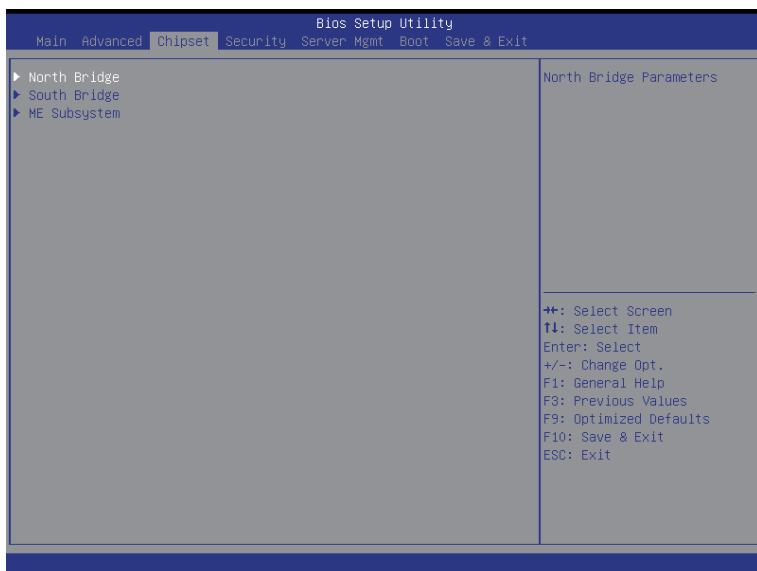 Bios Setup Utility
Main Advanced Chipset Security Server Mgmt Boot Save & Exit
▶ North Bridge
▶ South Bridge
▶ ME Subsystem
North Bridge Parameters
→←: Select Screen
↑↓: Select Item
Enter: Select
+/-: Change Opt.
F1: General Help
F3: Previous Values
F9: Optimized Defaults
F10: Save & Exit
ESC: Exit